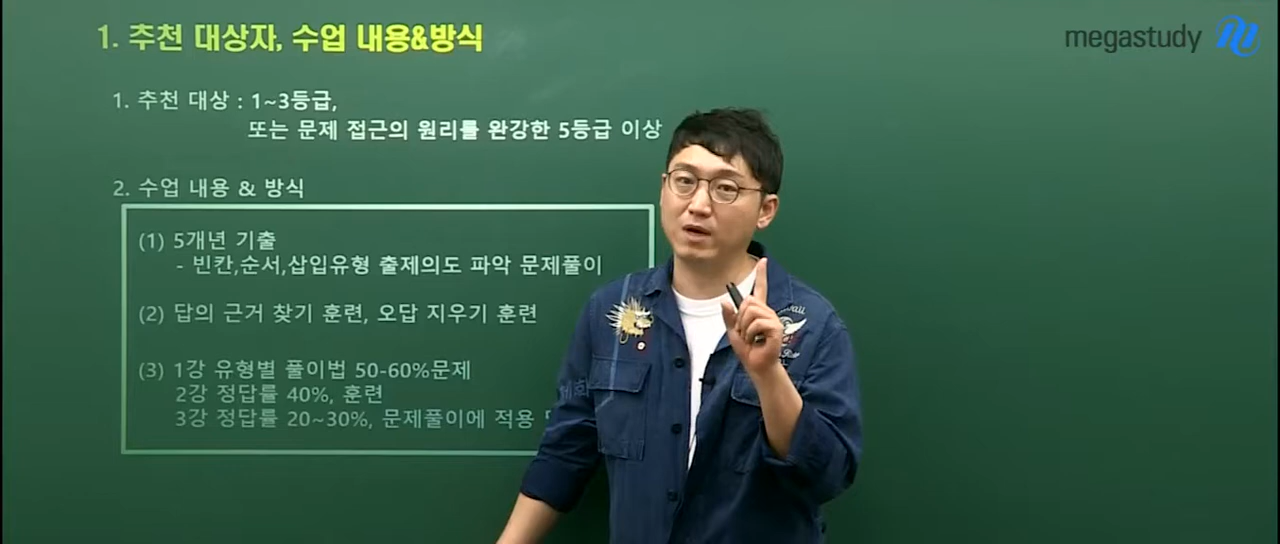 1. 추천 대상자, 수업 내용&방식
megastudy
1. 추천 대상 : 1~3등급,
또는 문제 접근의 원리를 완강한 5등급 이상
2. 수업 내용 & 방식
(1) 5개년 기출
- 빈칸,순서,삽입유형 출제의도 파악 문제풀이
(2) 답의 근거 찾기 훈련, 오답 지우기 훈련
(3) 1강 유형별 풀이법 50-60%문제
2강 정답률 40%, 훈련
3강 정답률 20~30%, 문제풀이에 적용